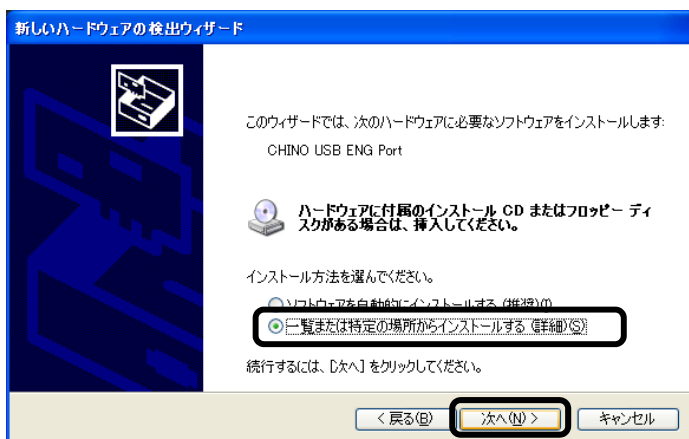 新しいハードウェアの検出ウィザード
このウィザードでは、次のハードウェアに必要なソフトウェアをインストールします:
CHINO USB ENG Port
ハードウェアに付属のインストール CD またはフロッピー ディ
スクがある場合は、挿入してください。
インストール方法を選んでください。
ソフトウェアを自動的にインストールする (推奨)(I)
一覧または特定の場所からインストールする (詳細)(S)
続行するには、[次へ] をクリックしてください。
< 戻る(B)
次へ(N) >
キャンセル